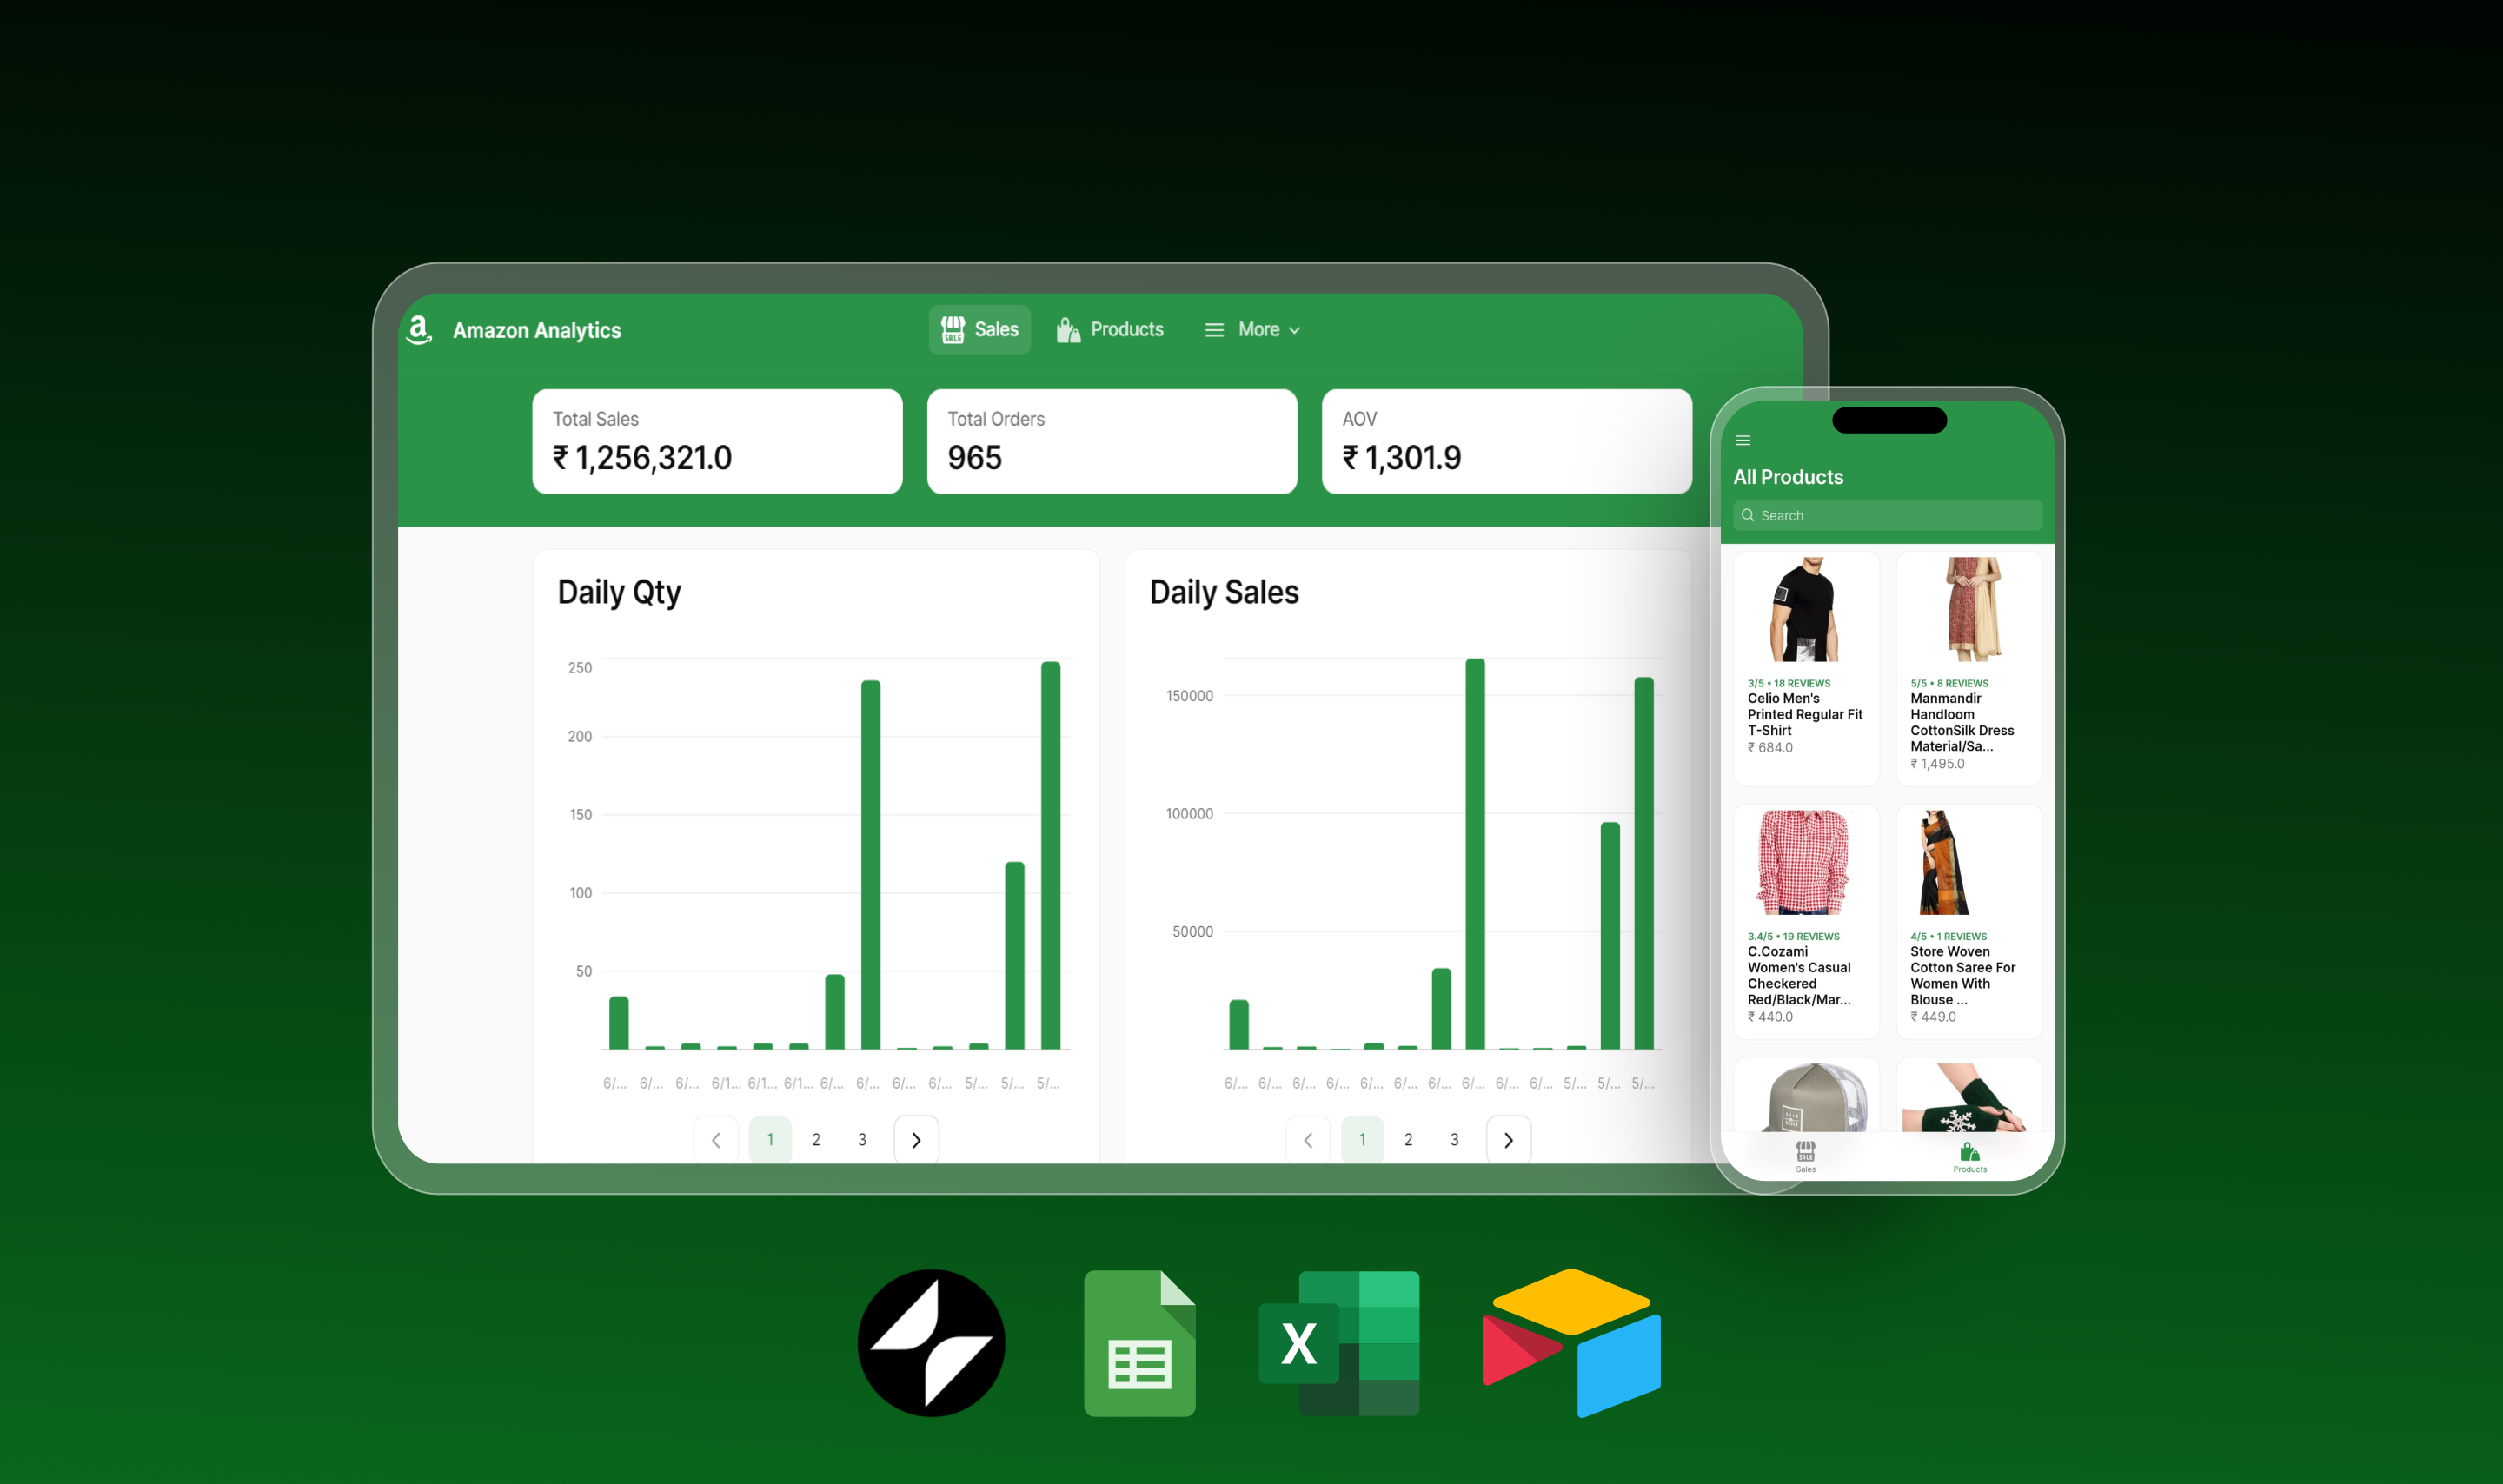 a
Amazon Analytics
SALE
Sales
Products
More
Total Sales
₹ 1,256,321.0
Total Orders
965
AOV
₹ 1,301.9
Daily Qty
250
200
150
100
50
6/... 6/... 6/... 6/1... 6/1... 6/1... 6/... 6/... 6/... 6/... 5/... 5/... 5/...
1 2 3
Daily Sales
150000
100000
50000
6/... 6/... 6/... 6/... 6/... 6/... 6/... 6/... 6/... 6/... 5/... 5/... 5/...
1 2 3
All Products
Search
3/5 • 18 REVIEWS
Celio Men's
Printed Regular Fit
T-Shirt
₹ 684.0
5/5 • 8 REVIEWS
Manmandir
Handloom
CottonSilk Dress
Material/Sa...
₹ 1,495.0
3.4/5 • 19 REVIEWS
C.Cozami
Women's Casual
Checkered
Red/Black/Mar...
₹ 440.0
4/5 • 1 REVIEWS
Store Woven
Cotton Saree For
Women With
Blouse ...
₹ 449.0
SALE
Sales
Products
X